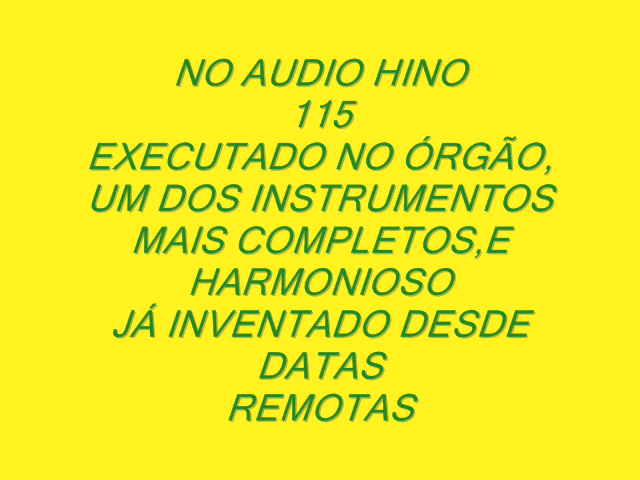 NO AUDIO HINO
115
EXECUTADO NO ÓRGÃO,
UM DOS INSTRUMENTOS
MAIS COMPLETOS,E
HARMONIOSO
JÁ INVENTADO DESDE
DATAS
REMOTAS